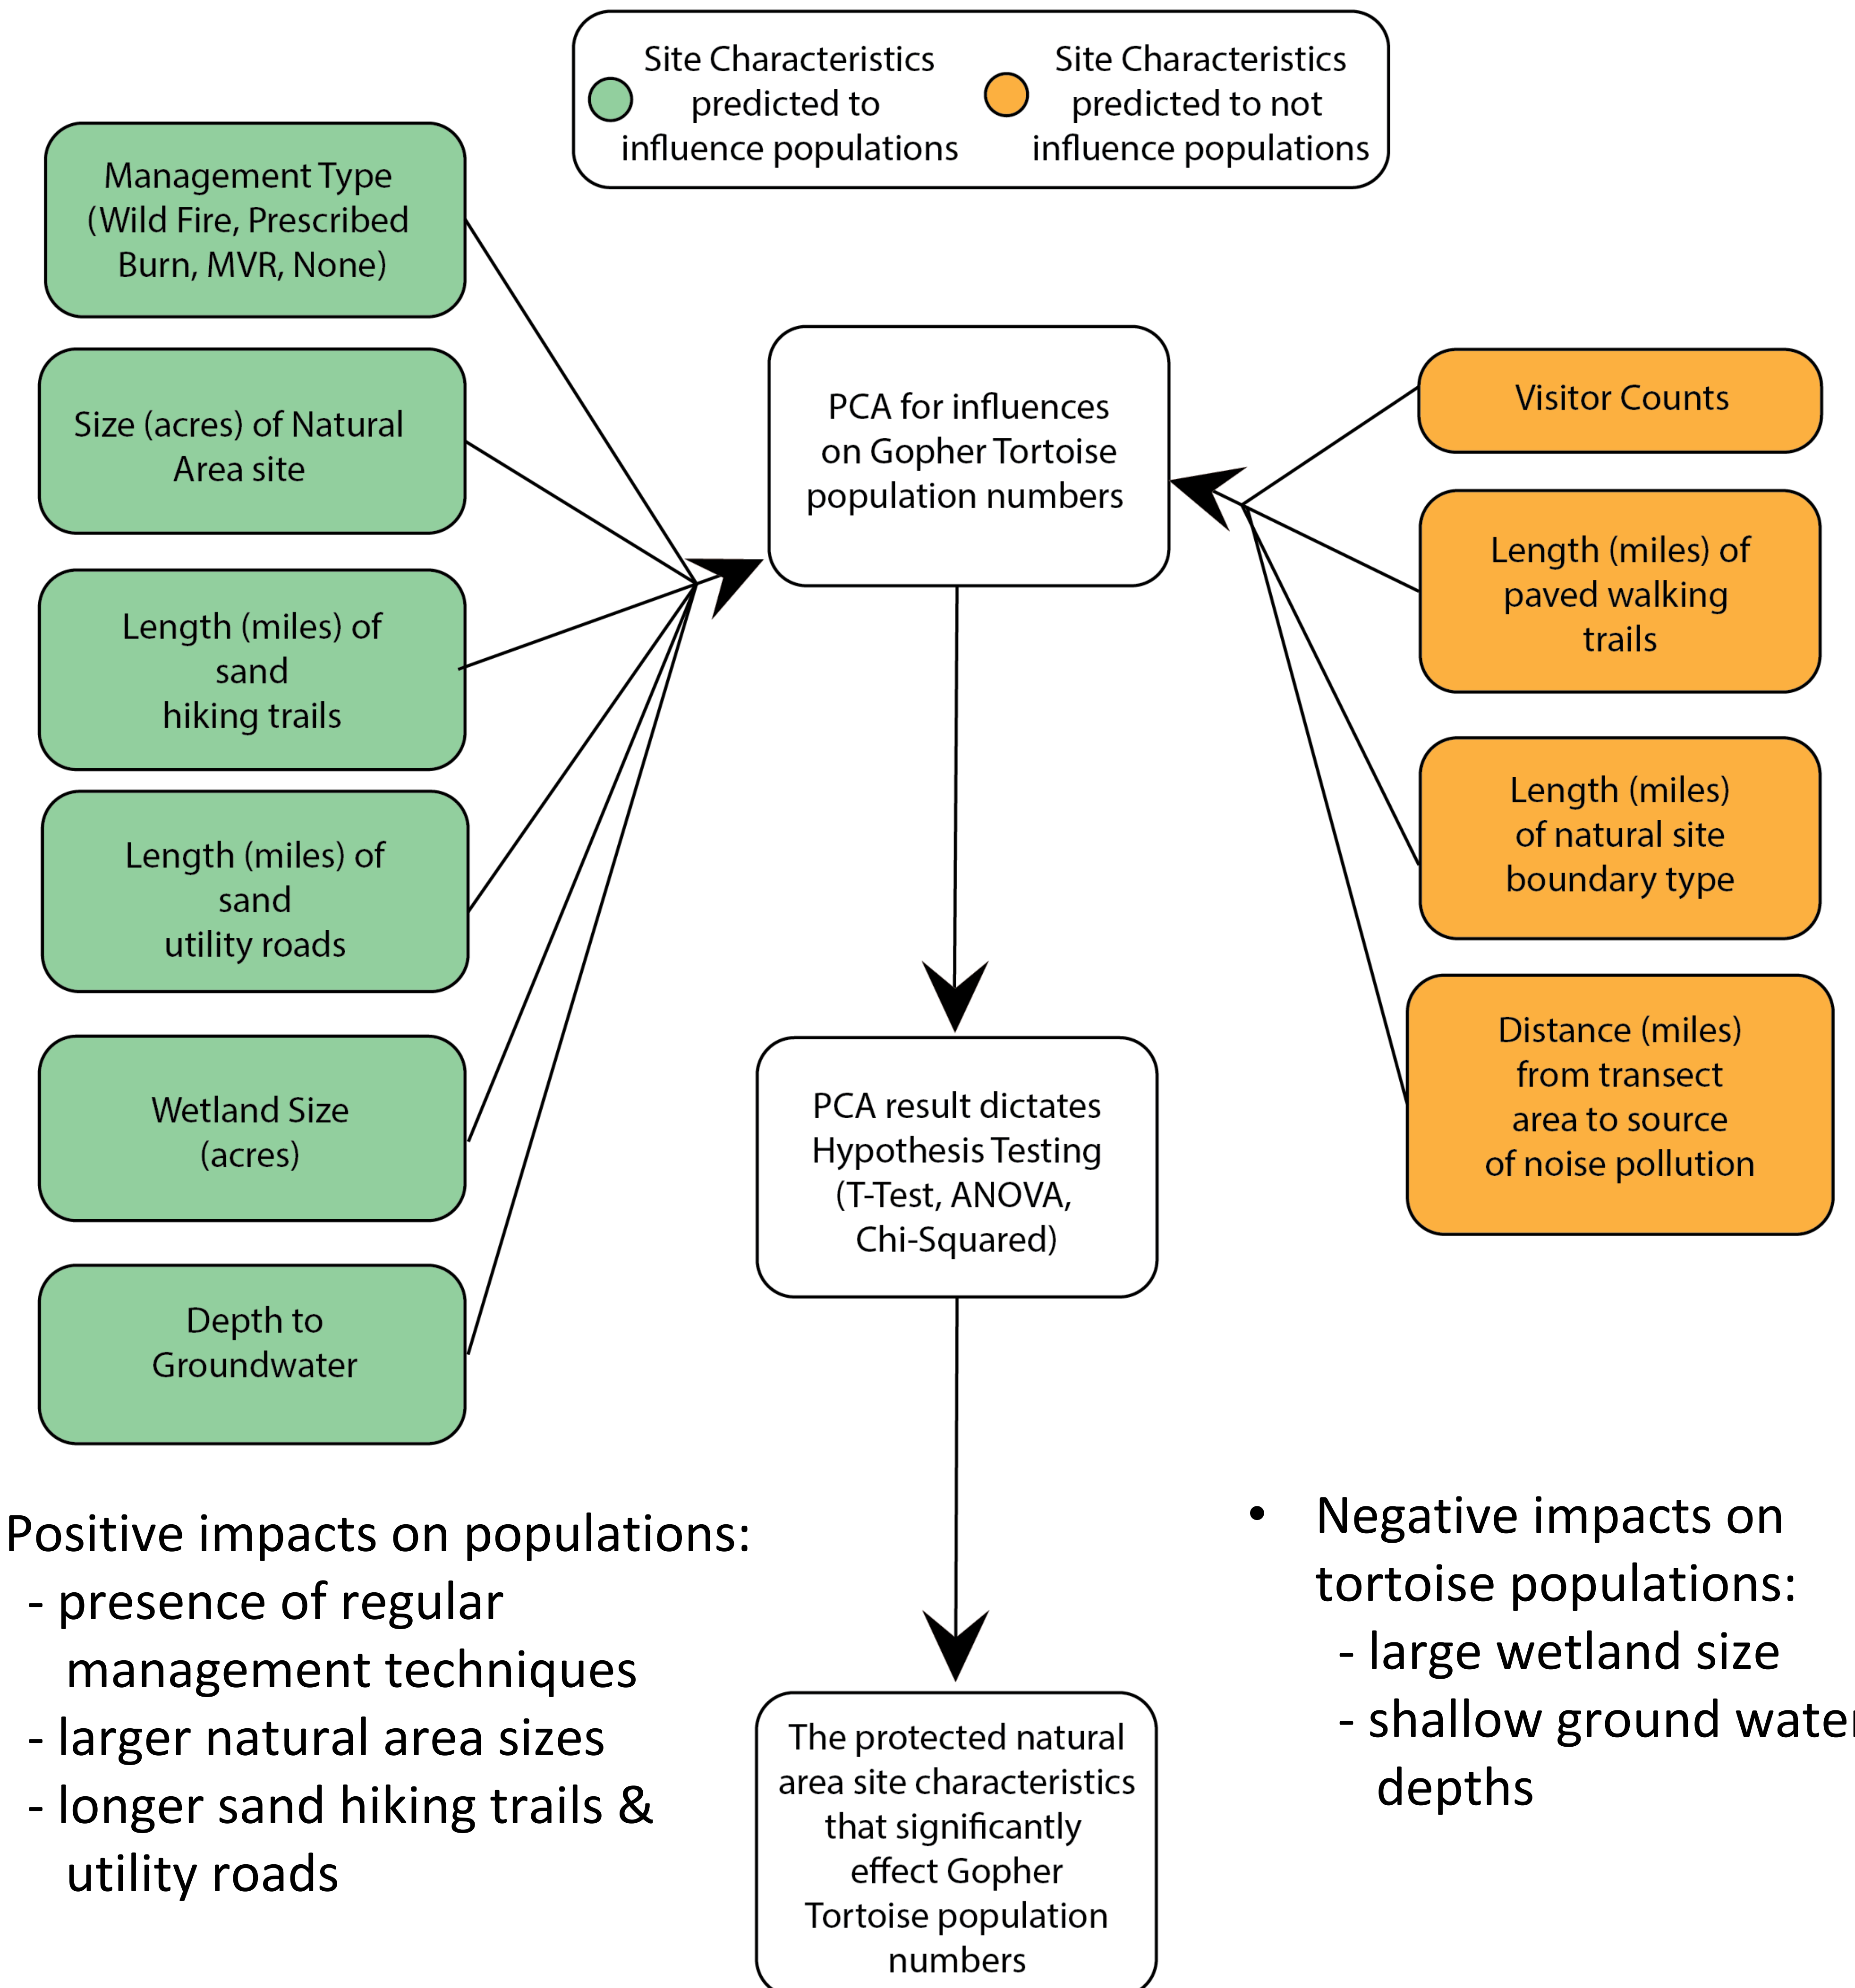 Site Characteristics
predicted to
influence populations
Site Characteristics
predicted to not
influence populations
Management Type
(Wild Fire, Prescribed
Burn, MVR, None)
Size (acres) of Natural
Area site
Length (miles) of
sand
hiking trails
Length (miles) of
sand
utility roads
Wetland Size
(acres)
Depth to
Groundwater
PCA for influences
on Gopher Tortoise
population numbers
PCA result dictates
Hypothesis Testing
(T-Test, ANOVA,
Chi-Squared)
The protected natural
area site characteristics
that significantly
effect Gopher
Tortoise population
numbers
Visitor Counts
Length (miles) of
paved walking
trails
Length (miles)
of natural site
boundary type
Distance (miles)
from transect
area to source
of noise pollution
Positive impacts on populations:
- presence of regular
management techniques
- larger natural area sizes
- longer sand hiking trails &
utility roads
• Negative impacts on
tortoise populations:
- large wetland size
- shallow ground water
depths